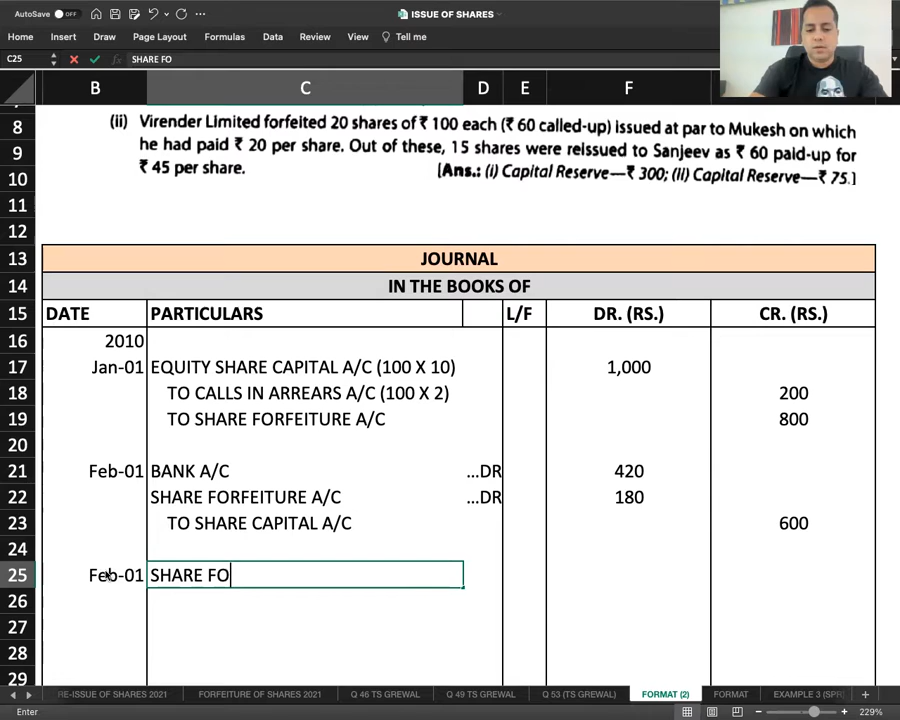 AutoSave OFF ISSUE OF SHARES
Home Insert Draw Page Layout Formulas Data Review View Tell me
C25 fx SHARE FO
B C D E F
8 (ii) Virender Limited forfeited 20 shares of ₹ 100 each (₹ 60 called-up) issued at par to Mukesh on which
9 he had paid ₹ 20 per share. Out of these, 15 shares were reissued to Sanjeev as ₹ 60 paid-up for
10 ₹ 45 per share. [Ans.: (i) Capital Reserve—₹ 300; (ii) Capital Reserve—₹ 75.]
11
12
13 JOURNAL
14 IN THE BOOKS OF
15 DATE PARTICULARS L/F DR. (RS.) CR. (RS.)
16 2010
17 Jan-01 EQUITY SHARE CAPITAL A/C (100 X 10) 1,000
18 TO CALLS IN ARREARS A/C (100 X 2) 200
19 TO SHARE FORFEITURE A/C 800
20
21 Feb-01 BANK A/C ...DR 420
22 SHARE FORFEITURE A/C ...DR 180
23 TO SHARE CAPITAL A/C 600
24
25 Feb-01 SHARE FO
26
27
28
29
RE-ISSUE OF SHARES 2021 FORFEITURE OF SHARES 2021 Q 46 TS GREWAL Q 49 TS GREWAL Q 53 (TS GREWAL) FORMAT (2) FORMAT EXAMPLE 3 (SPR
Enter 229%